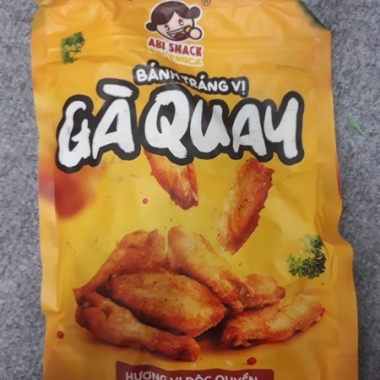 ®
ABI SNACK
BÁNH TRÁNG VỊ
GÀ QUAY
HƯƠNG VỊ ĐỘC QUYỀN